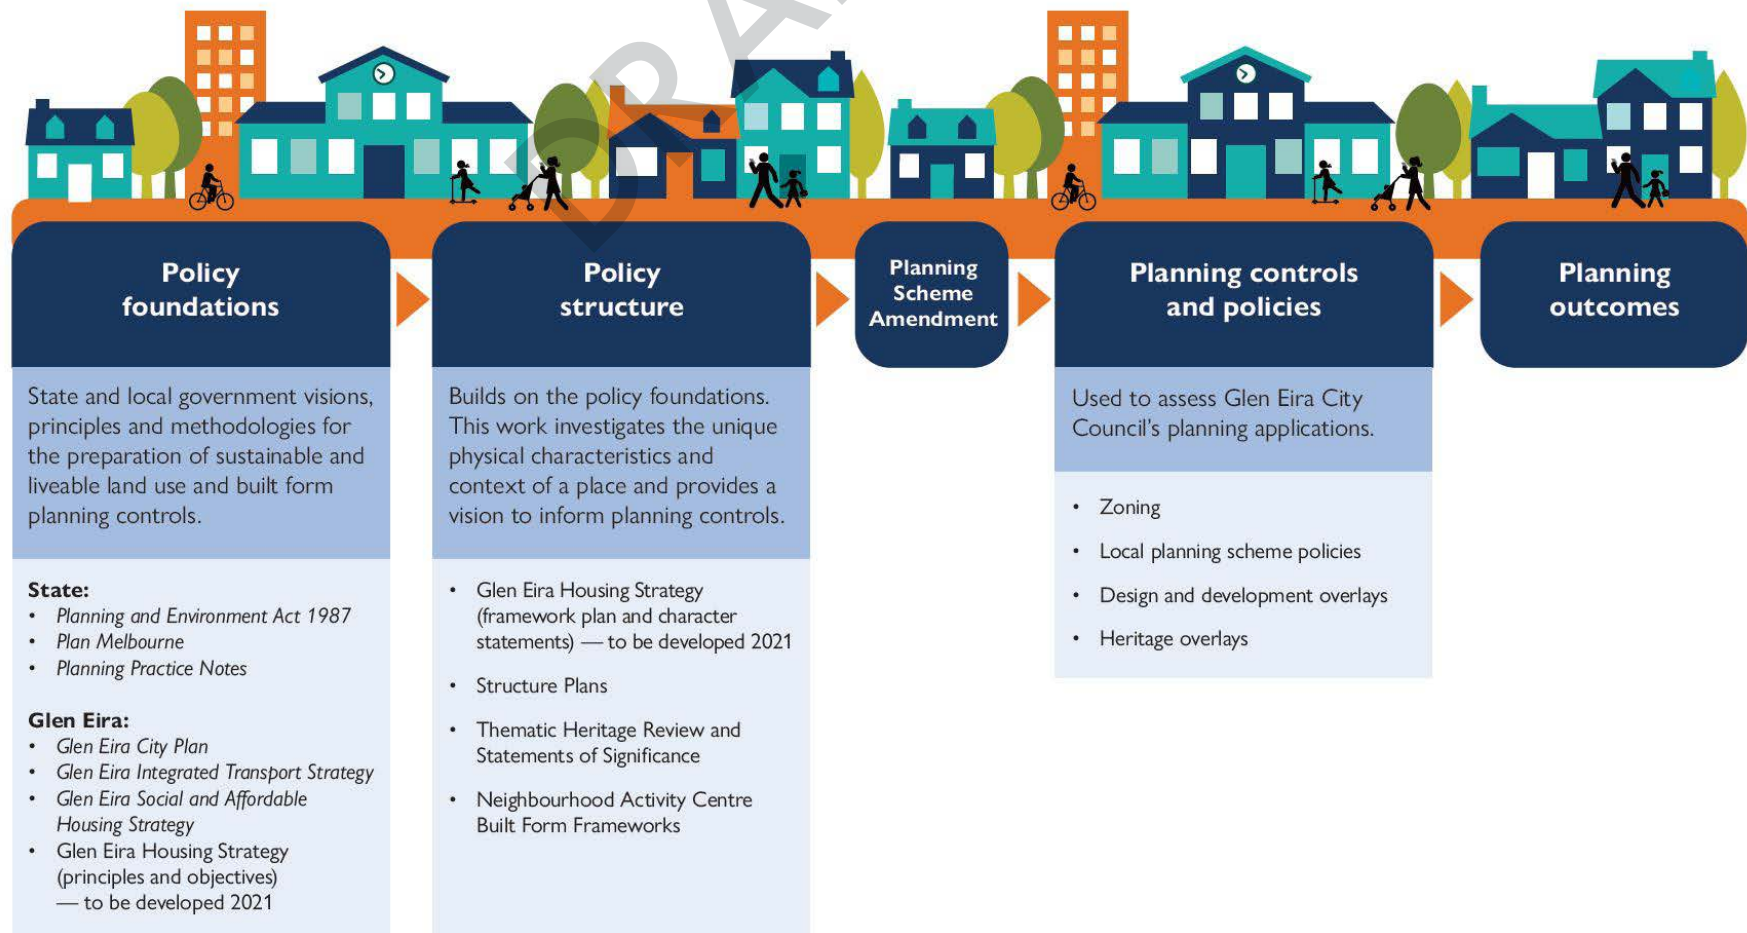 DRA
Policy
foundations
State and local government visions,
principles and methodologies for
the preparation of sustainable and
liveable land use and built form
planning controls.
State:
• Planning and Environment Act 1987
• Plan Melbourne
• Planning Practice Notes
Glen Eira:
• Glen Eira City Plan
• Glen Eira Integrated Transport Strategy
• Glen Eira Social and Affordable
Housing Strategy
• Glen Eira Housing Strategy
(principles and objectives)
— to be developed 2021
Policy
structure
Builds on the policy foundations.
This work investigates the unique
physical characteristics and
context of a place and provides a
vision to inform planning controls.
• Glen Eira Housing Strategy
(framework plan and character
statements) — to be developed 2021
• Structure Plans
• Thematic Heritage Review and
Statements of Significance
• Neighbourhood Activity Centre
Built Form Frameworks
Planning
Scheme
Amendment
Planning controls
and policies
Used to assess Glen Eira City
Council’s planning applications.
• Zoning
• Local planning scheme policies
• Design and development overlays
• Heritage overlays
Planning
outcomes